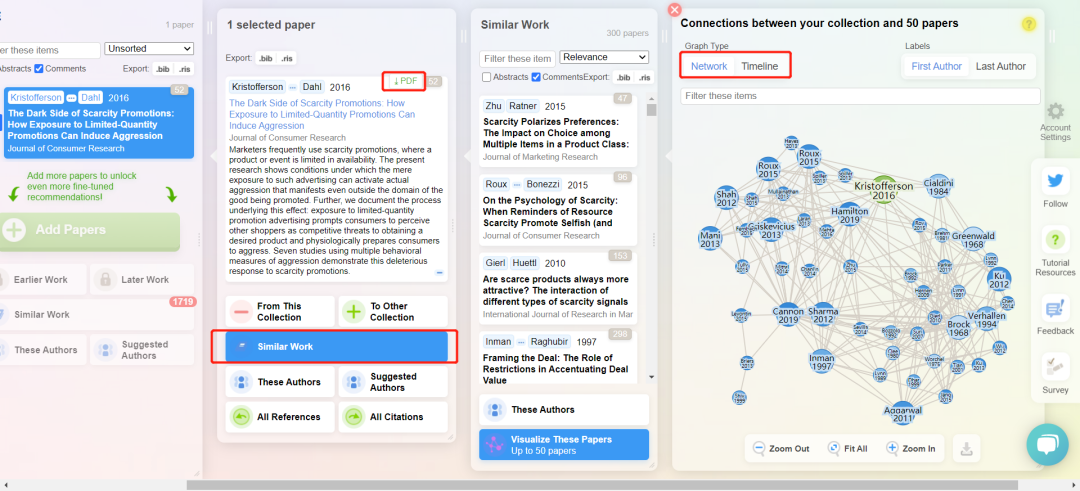 1 paper
ter these items
Unsorted
Abstracts
Comments
Export:
.bib
.ris
Kristofferson ... Dahl 2016
52
The Dark Side of Scarcity Promotions:
How Exposure to Limited-Quantity
Promotions Can Induce Aggression
Journal of Consumer Research
Add more papers to unlock
even more fine-tuned
recommendations!
Add Papers
Earlier Work
Later Work
1719
Similar Work
These Authors
Suggested
Authors
1 selected paper
Export:
.bib
.ris
Kristofferson ... Dahl 2016
↓PDF
52
The Dark Side of Scarcity Promotions: How
Exposure to Limited-Quantity Promotions Can
Induce Aggression
Journal of Consumer Research
Marketers frequently use scarcity promotions, where a
product or event is limited in availability. The present
research shows conditions under which the mere
exposure to such advertising can activate actual
aggression that manifests even outside the domain of the
good being promoted. Further, we document the process
underlying this effect: exposure to limited-quantity
promotion advertising prompts consumers to perceive
other shoppers as competitive threats to obtaining a
desired product and physiologically prepares consumers
to aggress. Seven studies using multiple behavioral
measures of aggression demonstrate this deleterious
response to scarcity promotions.
From This
Collection
To Other
Collection
Similar Work
These Authors
Suggested
Authors
All References
All Citations
Similar Work
300 papers
Filter these items
Relevance
Abstracts
Comments
Export:
.bib
.ris
Zhu Ratner 2015
47
Scarcity Polarizes Preferences:
The Impact on Choice among
Multiple Items in a Product Class:
Journal of Marketing Research
Roux ... Bonezzi 2015
96
On the Psychology of Scarcity:
When Reminders of Resource
Scarcity Promote Selfish (and
Journal of Consumer Research
Gierl Huettl 2010
153
Are scarce products always more
attractive? The interaction of
different types of scarcity signals
International Journal of Research in Mar
Inman ... Raghubir 1997
298
Framing the Deal: The Role of
Restrictions in Accentuating Deal
Value
These Authors
Visualize These Papers
Up to 50 papers
Connections between your collection and 50 papers
?
Graph Type
Network
Timeline
Labels
First Author
Last Author
Filter these items
Roux
2015
Roux
2015
Kristofferson
2016
Cialdini
1984
Shah
2012
Hamilton
2019
Mani
2013
Griskevicius
2013
Greenwald
1968
Ku
2012
Cannon
2019
Sharma
2012
Verhallen
1994
Brock
1968
Inman
1997
Aggarwal
2011
Zoom Out
Fit All
Zoom In
Account
Settings
Follow
?
Tutorial
Resources
Feedback
Survey